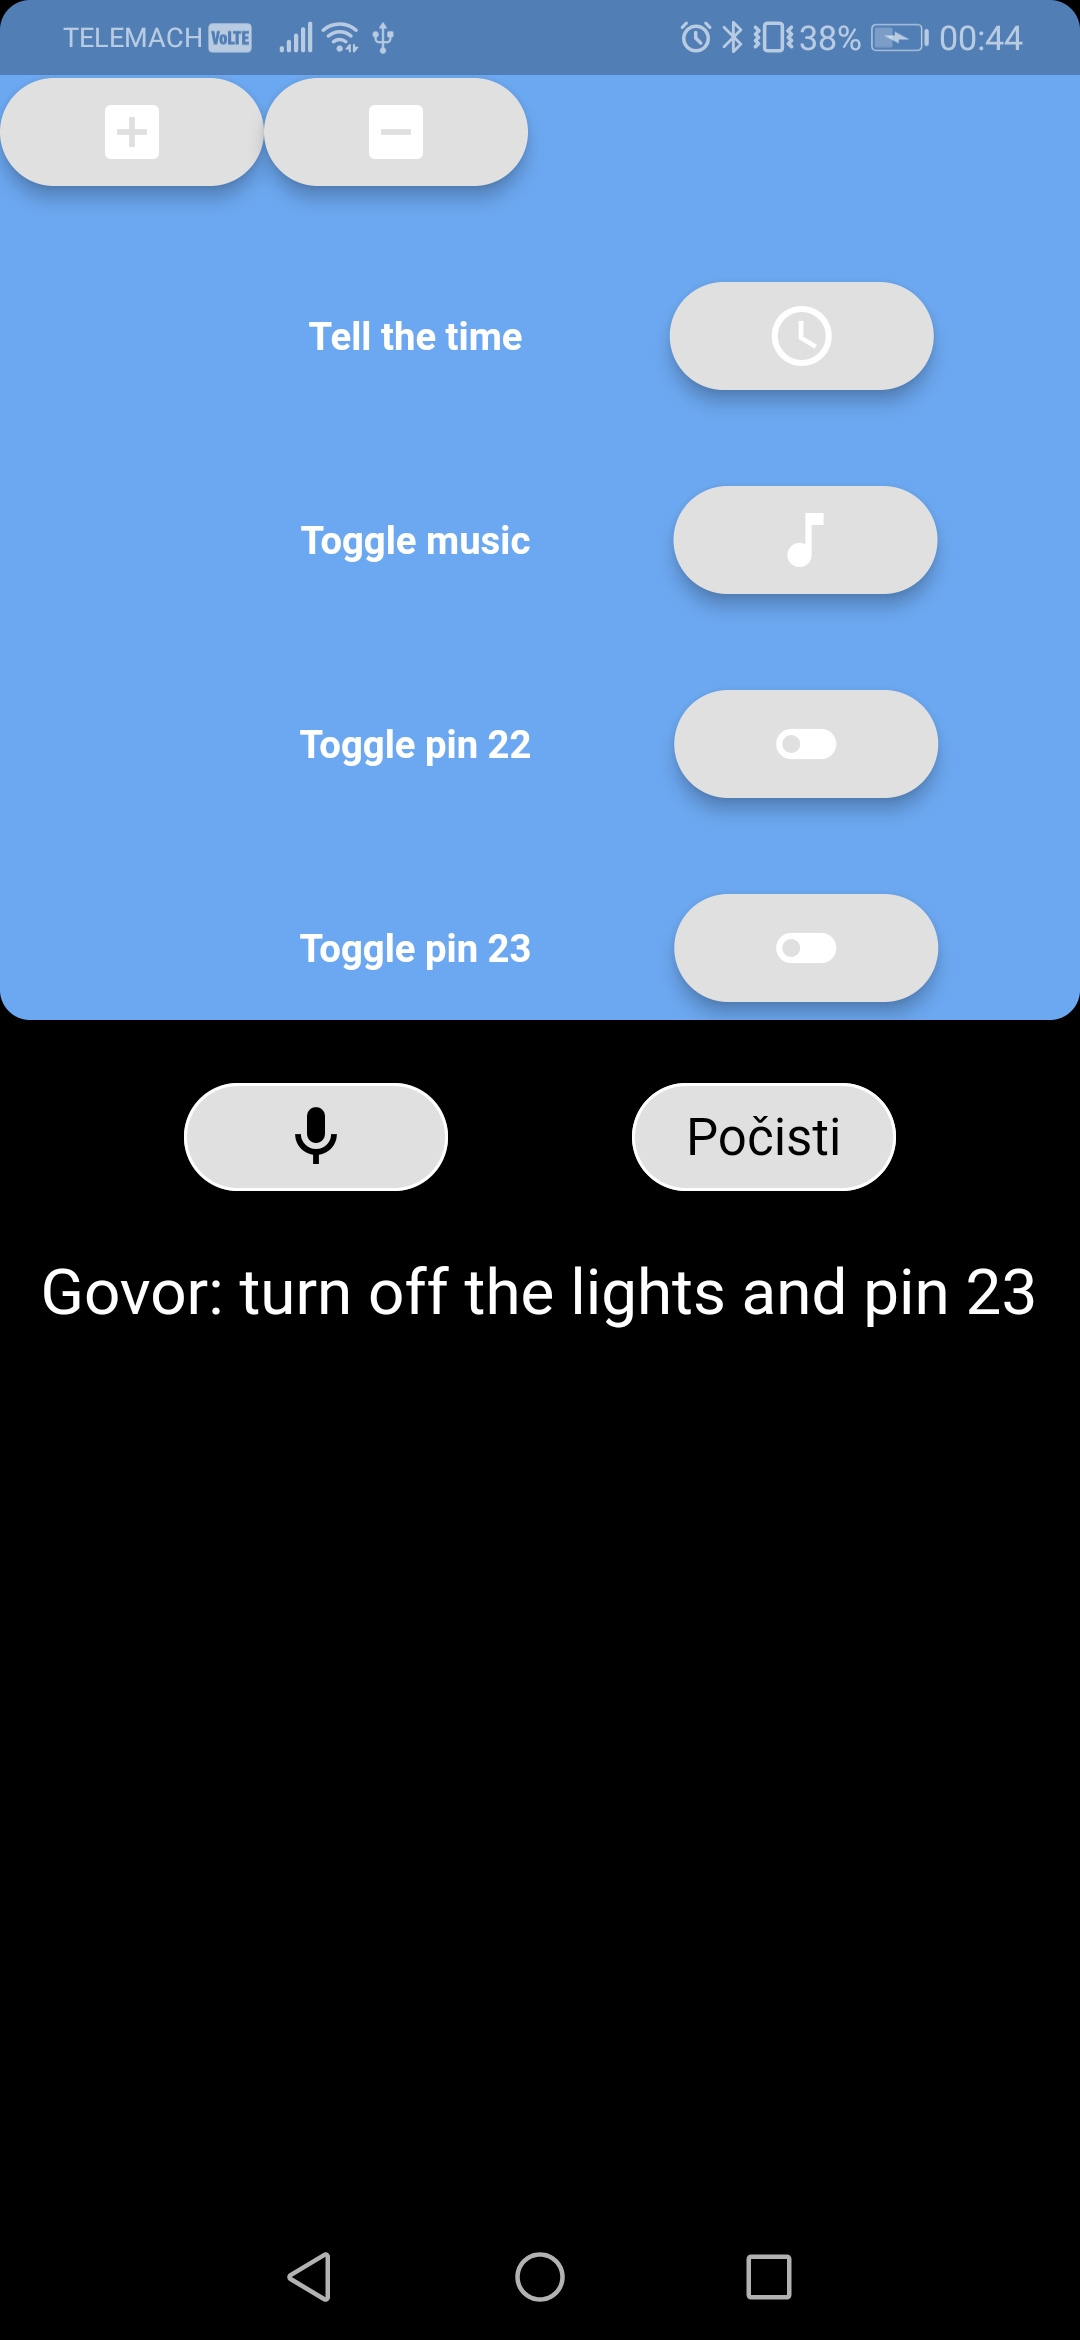 TELEMACH VoLTE 38% 00:44
Tell the time
Toggle music
Toggle pin 22
Toggle pin 23
Počisti
Govor: turn off the lights and pin 23